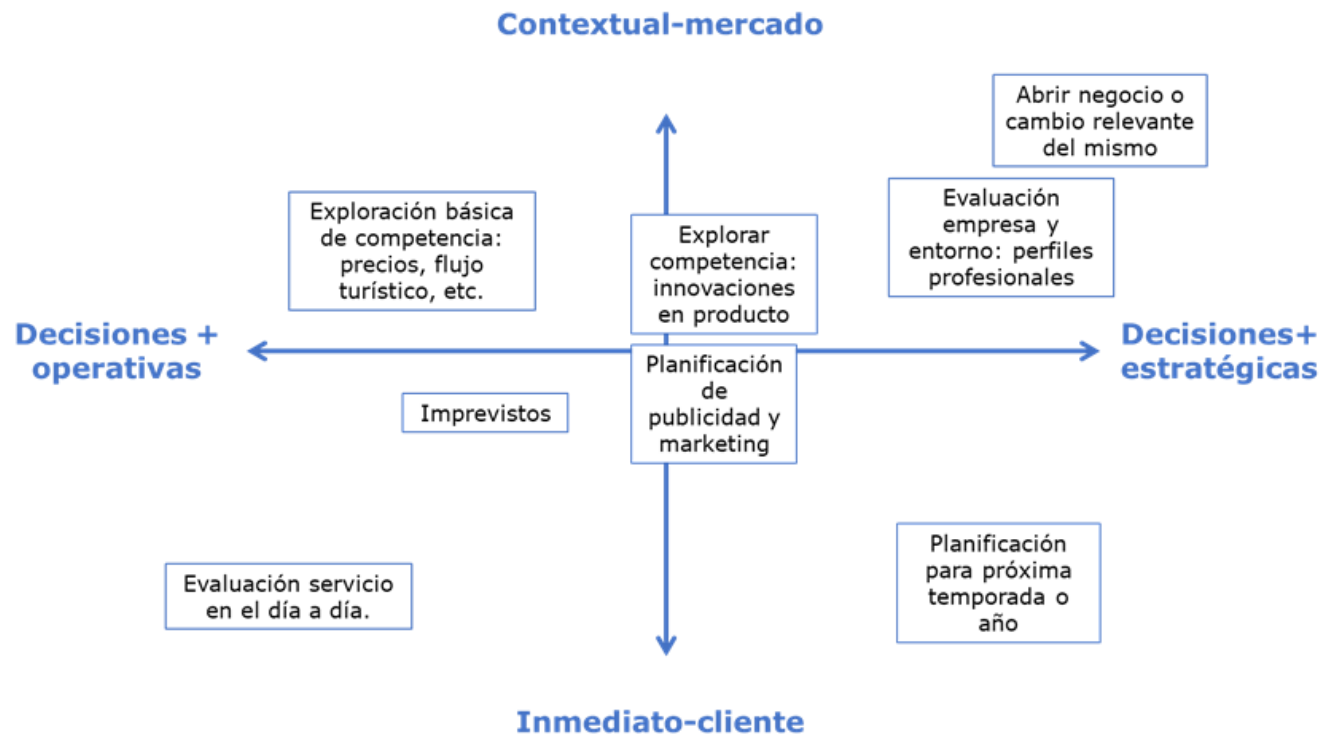 Contextual-mercado
Abrir negocio o
cambio relevante
del mismo
Evaluación
empresa y
entorno: perfiles
profesionales
Exploración básica
de competencia:
precios, flujo
turístico, etc.
Explorar
competencia:
innovaciones
en producto
Decisiones +
operativas
Decisiones+
estratégicas
Planificación
de
publicidad y
marketing
Imprevistos
Planificación
para próxima
temporada o
año
Evaluación servicio
en el día a día.
Inmediato-cliente